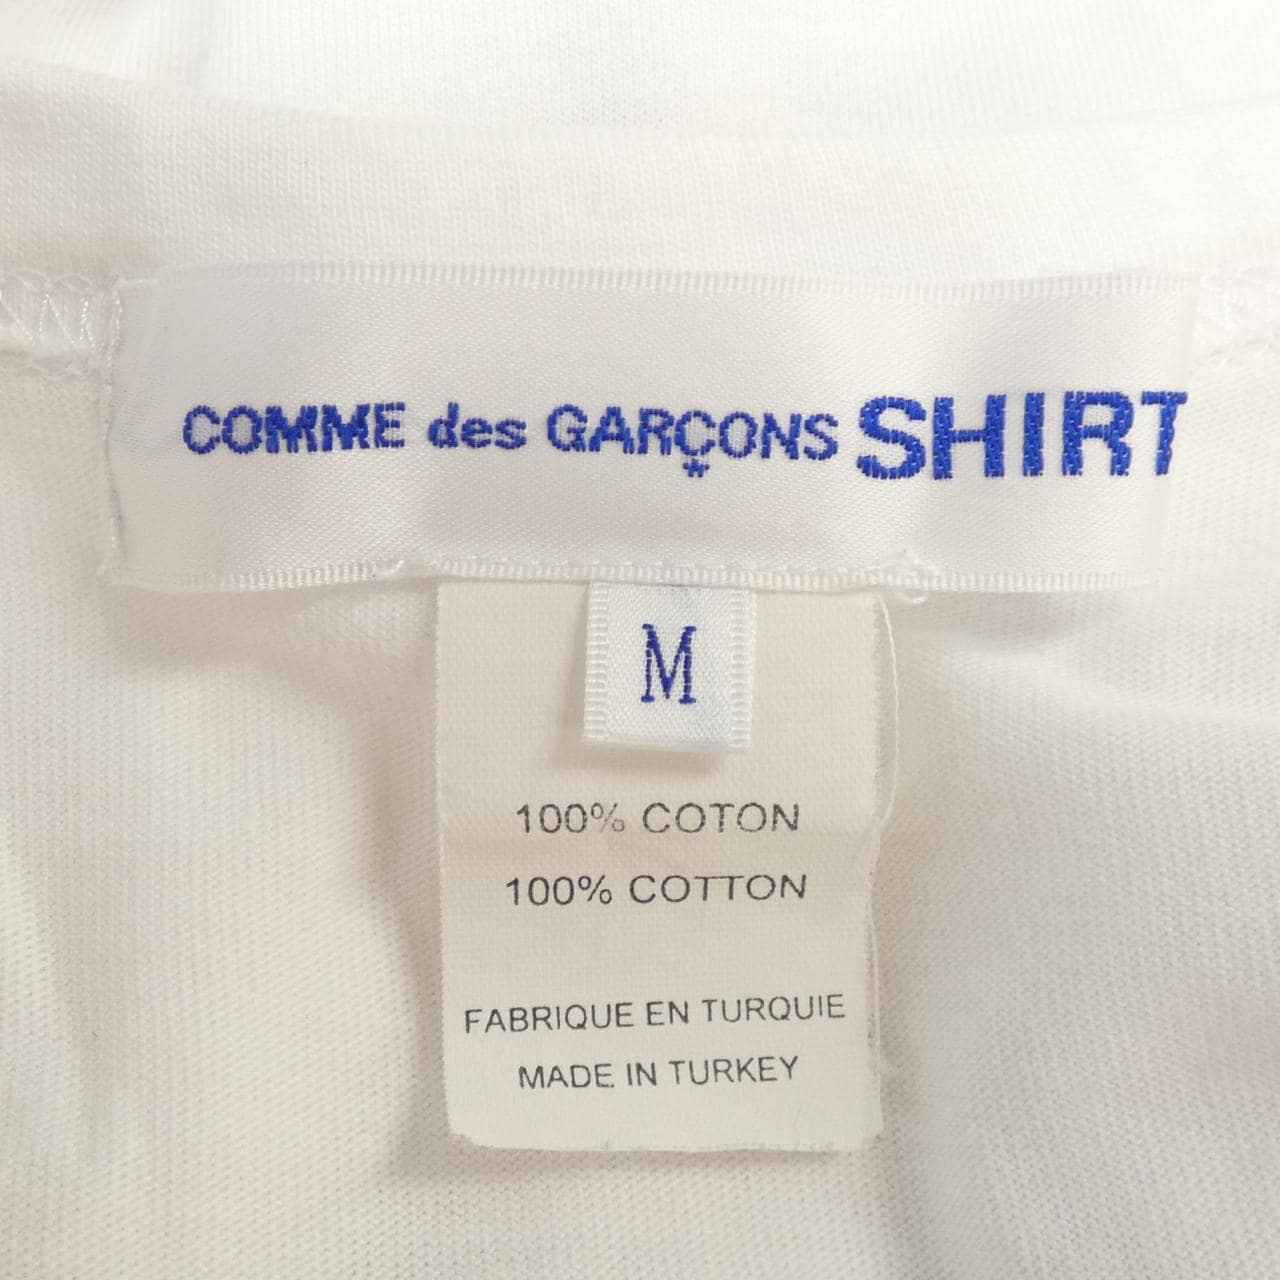 COMME des GARÇONS SHIRT
M
100% COTON
100% COTTON
FABRIQUE EN TURQUIE
MADE IN TURKEY